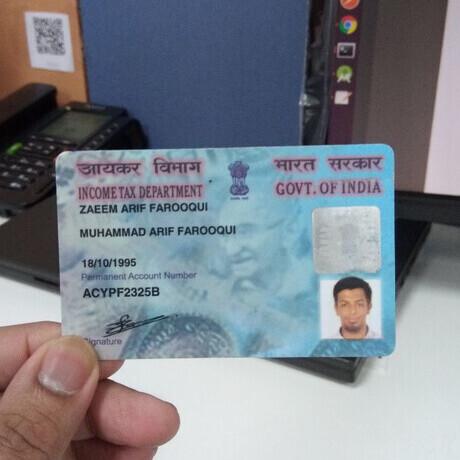 आयकर विभाग
INCOME TAX DEPARTMENT
भारत सरकार
GOVT. OF INDIA
ZAEEM ARIF FAROOQUI
MUHAMMAD ARIF FAROOQUI
18/10/1995
Permanent Account Number
ACYPF2325B
Signature